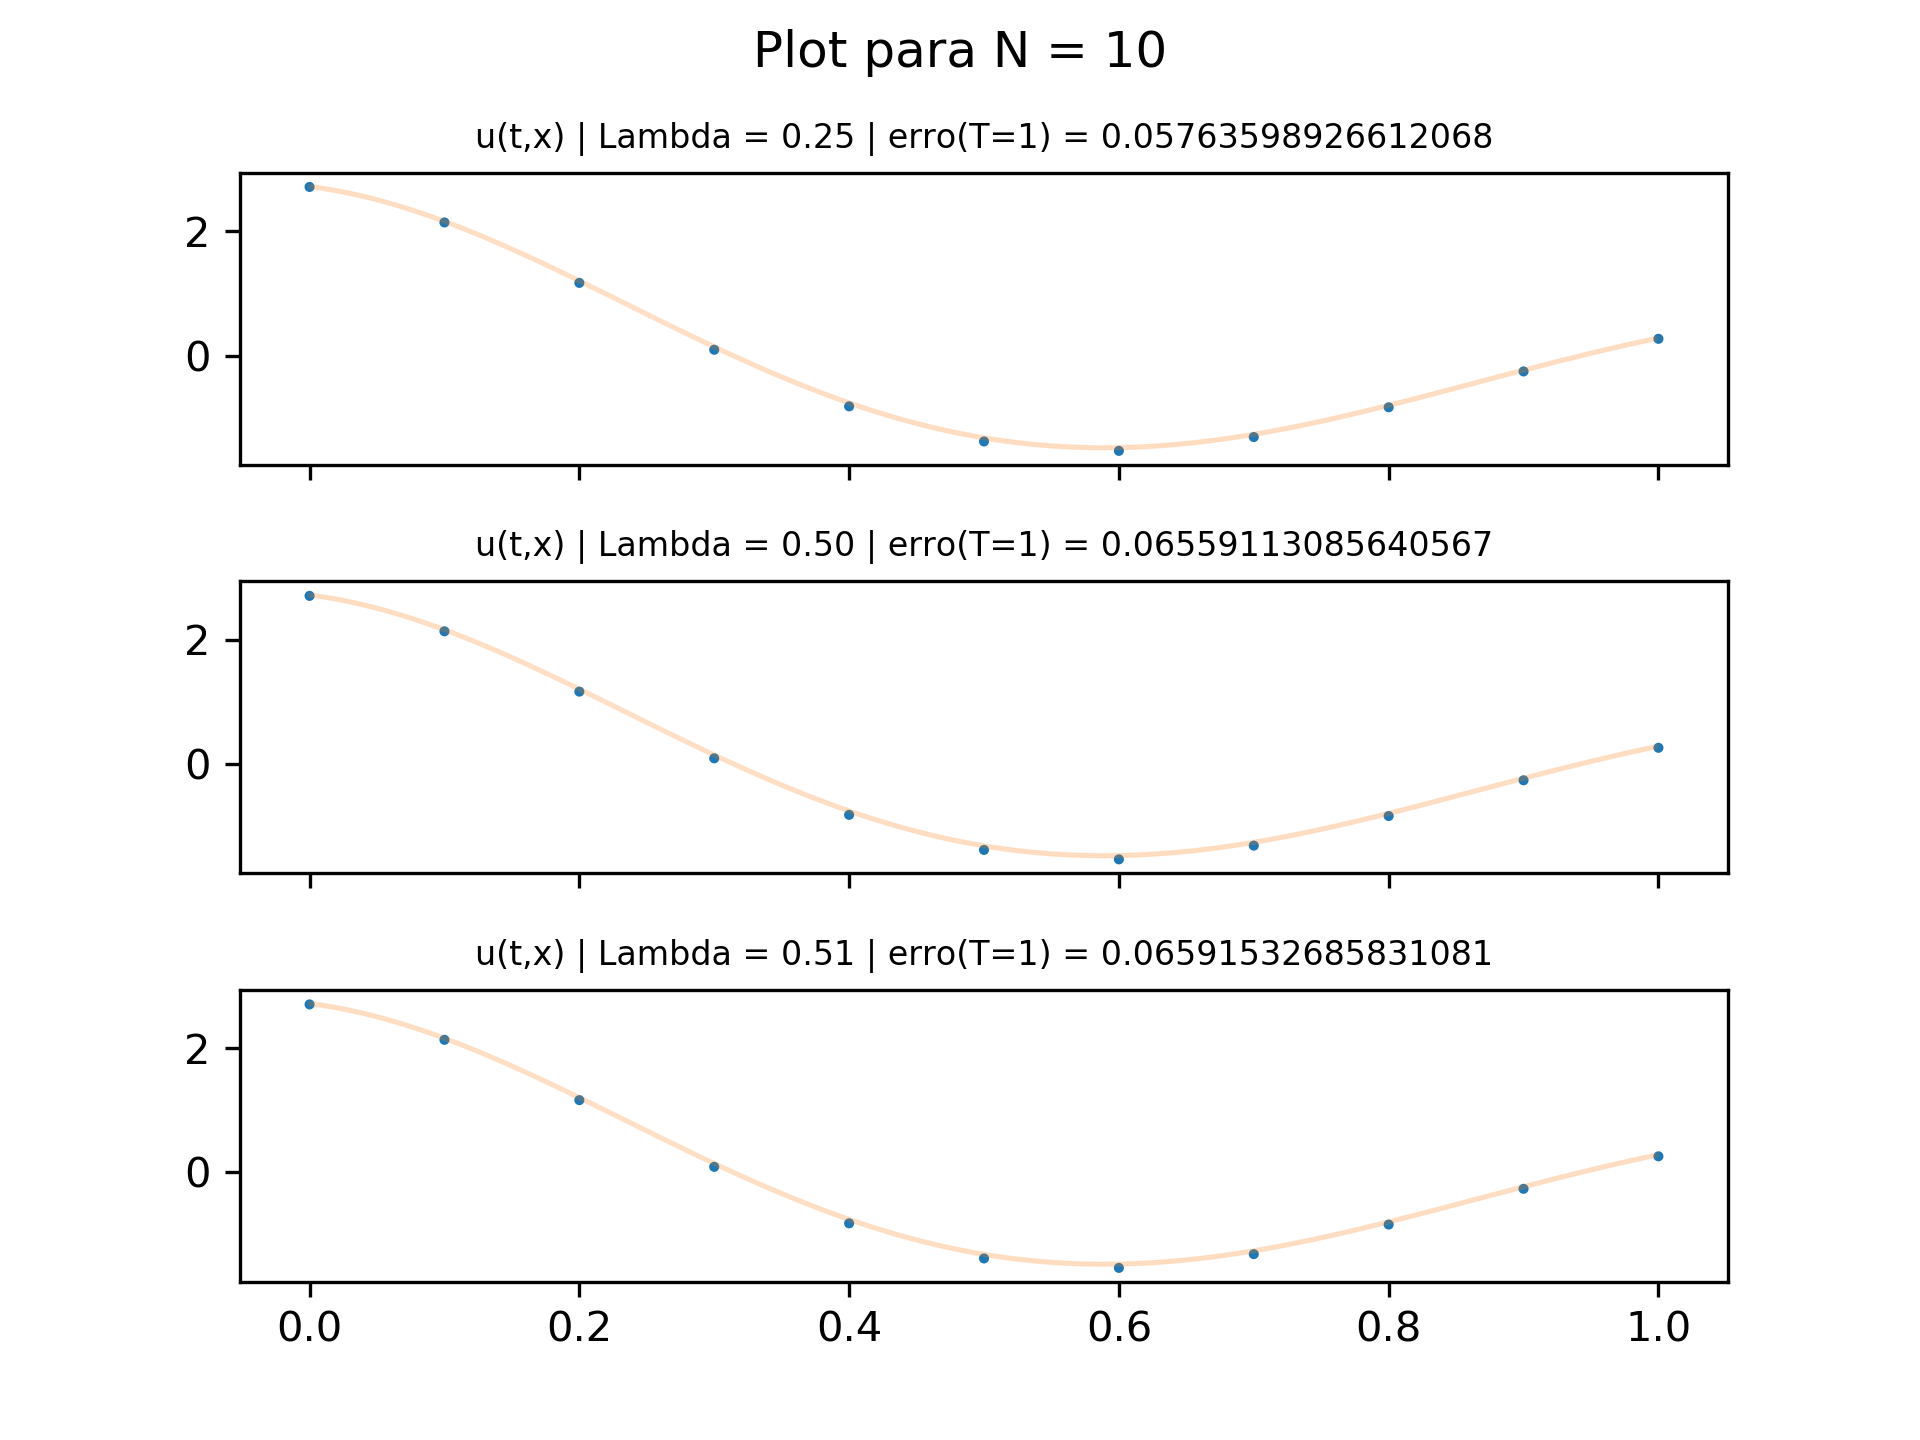 Plot para N = 10
u(t,x) | Lambda = 0.25 | erro(T=1) = 0.05763598926612068
2
0
u(t,x) | Lambda = 0.50 | erro(T=1) = 0.06559113085640567
2
0
u(t,x) | Lambda = 0.51 | erro(T=1) = 0.06591532685831081
2
0
0.0 0.2 0.4 0.6 0.8 1.0